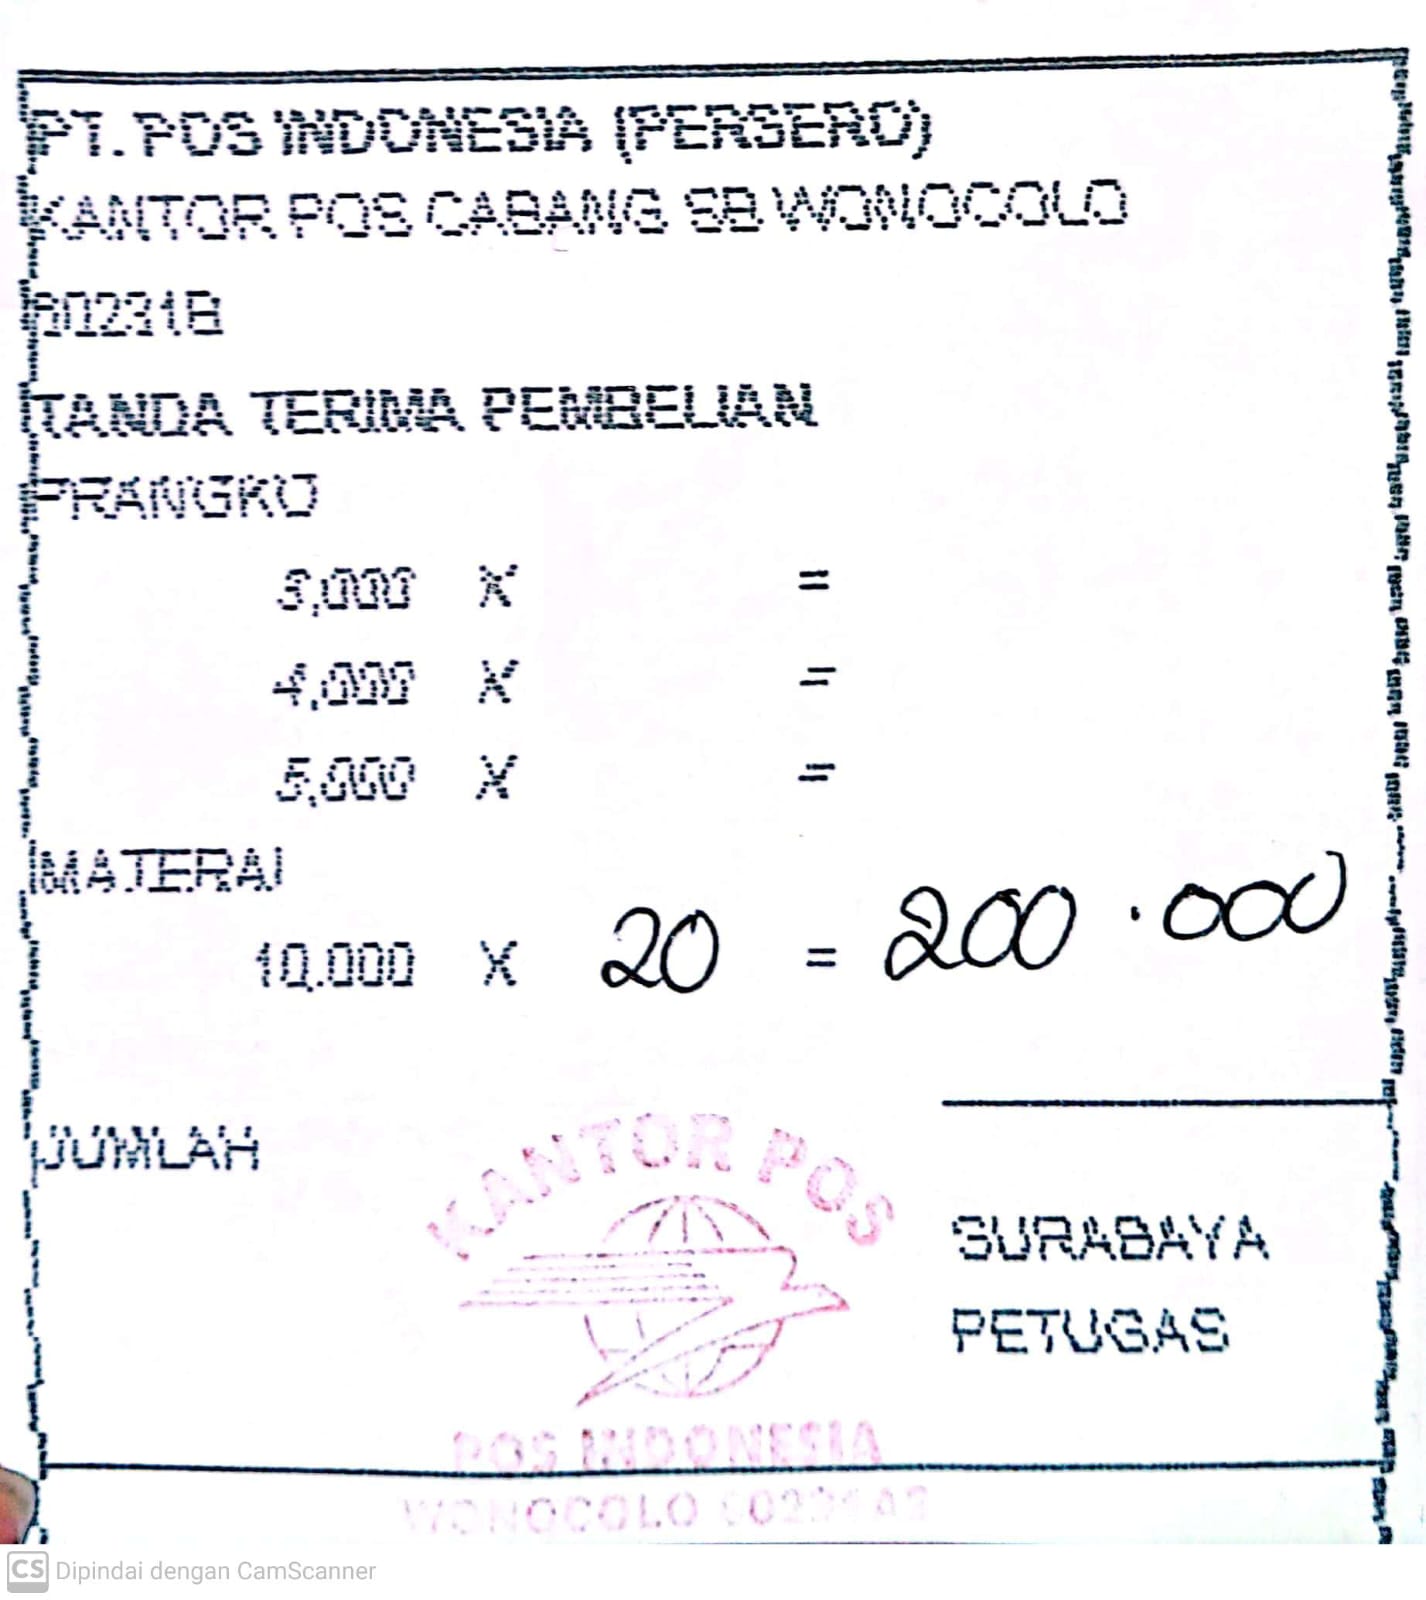 PT. POS INDONESIA (PERSERO)
KANTOR POS CABANG SB WONOCOLO
60231B
TANDA TERIMA PEMBELIAN
PRANGKO
3,000 X =
4,000 X =
5,000 X =
MATERAI
10.000 X 20 = 200.000
JUMLAH
KANTOR POS
SURABAYA
PETUGAS
POS INDONESIA
WONOCOLO
CS Dipindai dengan CamScanner